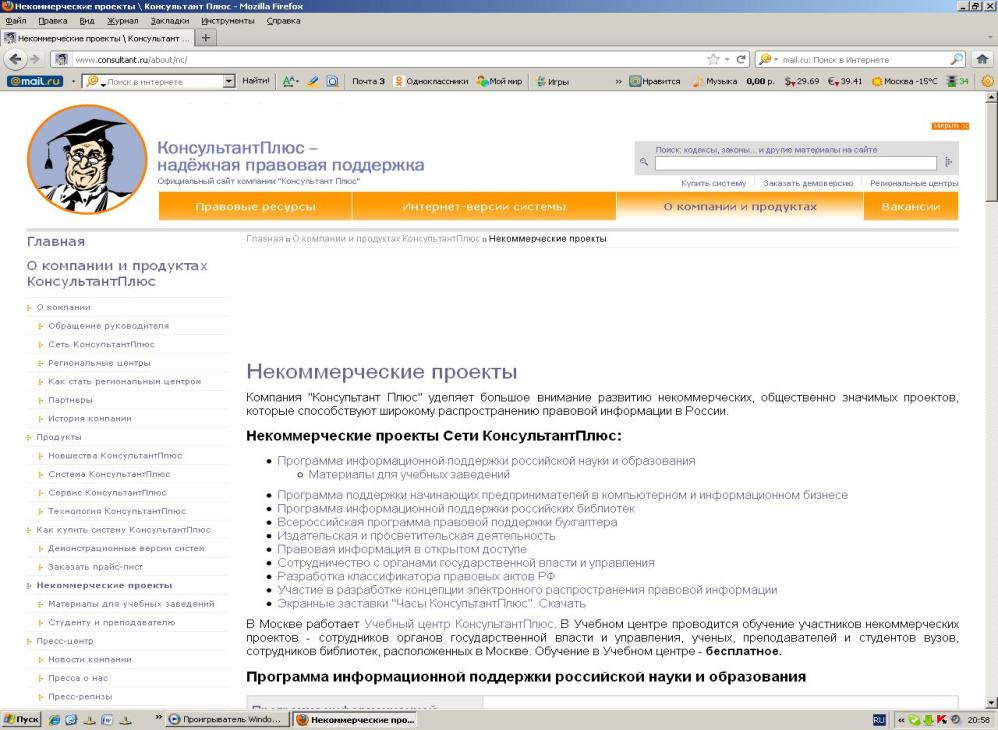 Некоммерческие проекты \ Консультант Плюс - Mozilla Firefox
Файл Правка Вид Журнал Закладки Инструменты Справка
Некоммерческие проекты \ Консультант ... +
www.consultant.ru/about/nc/
mail.ru: Поиск в Интернете
@mail.ru Поиск в интернете Найти! Почта 3 Одноклассники Мой мир Игры » Нравится Музыка 0,00 р. $ 29.69 € 39.41 Москва -15°C 34
закрыть
КонсультантПлюс –
надёжная правовая поддержка
Официальный сайт компании "Консультант Плюс"
Поиск: кодексы, законы... и другие материалы на сайте
Купить систему Заказать демоверсию Региональные центры
Правовые ресурсы Интернет-версии системы О компании и продуктах Вакансии
Главная
О компании и продуктах
КонсультантПлюс
О компании
Обращение руководителя
Сеть КонсультантПлюс
Региональные центры
Как стать региональным центром
Партнеры
История компании
Продукты
Новшества КонсультантПлюс
Система КонсультантПлюс
Сервис КонсультантПлюс
Технология КонсультантПлюс
Как купить систему КонсультантПлюс
Демонстрационные версии систем
Заказать прайс-лист
Некоммерческие проекты
Материалы для учебных заведений
Студенту и преподавателю
Пресс-центр
Новости компании
Пресса о нас
Пресс-релизы
Главная О компании и продуктах КонсультантПлюс Некоммерческие проекты
Некоммерческие проекты
Компания "Консультант Плюс" уделяет большое внимание развитию некоммерческих, общественно значимых проектов,
которые способствуют широкому распространению правовой информации в России.
Некоммерческие проекты Сети КонсультантПлюс:
Программа информационной поддержки российской науки и образования
Материалы для учебных заведений
Программа поддержки начинающих предпринимателей в компьютерном и информационном бизнесе
Программа информационной поддержки российских библиотек
Всероссийская программа правовой поддержки бухгалтера
Издательская и просветительская деятельность
Правовая информация в открытом доступе
Сотрудничество с органами государственной власти и управления
Разработка классификатора правовых актов РФ
Участие в разработке концепции электронного распространения правовой информации
Экранные заставки "Часы КонсультантПлюс". Скачать
В Москве работает Учебный центр КонсультантПлюс. В Учебном центре проводится обучение участников некоммерческих
проектов - сотрудников органов государственной власти и управления, ученых, преподавателей и студентов вузов,
сотрудников библиотек, расположенных в Москве. Обучение в Учебном центре - бесплатное.
Программа информационной поддержки российской науки и образования
Пуск » Проигрыватель Windo... Некоммерческие про... RU « 20:58